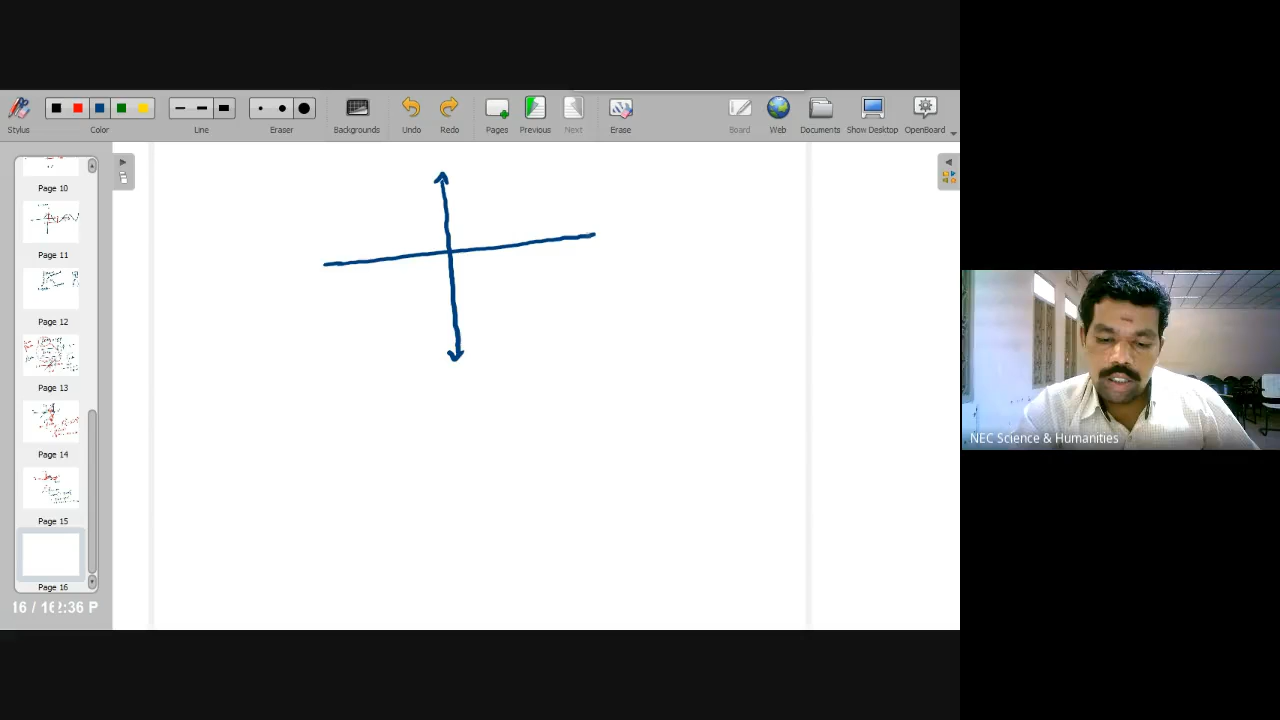 Stylus
Color
Line
Eraser
Backgrounds
Undo
Redo
Pages
Previous
Next
Erase
Board
Web
Documents
Show Desktop
OpenBoard
Page 10
Page 11
Page 12
Page 13
Page 14
Page 15
Page 16
NEC Science & Humanities